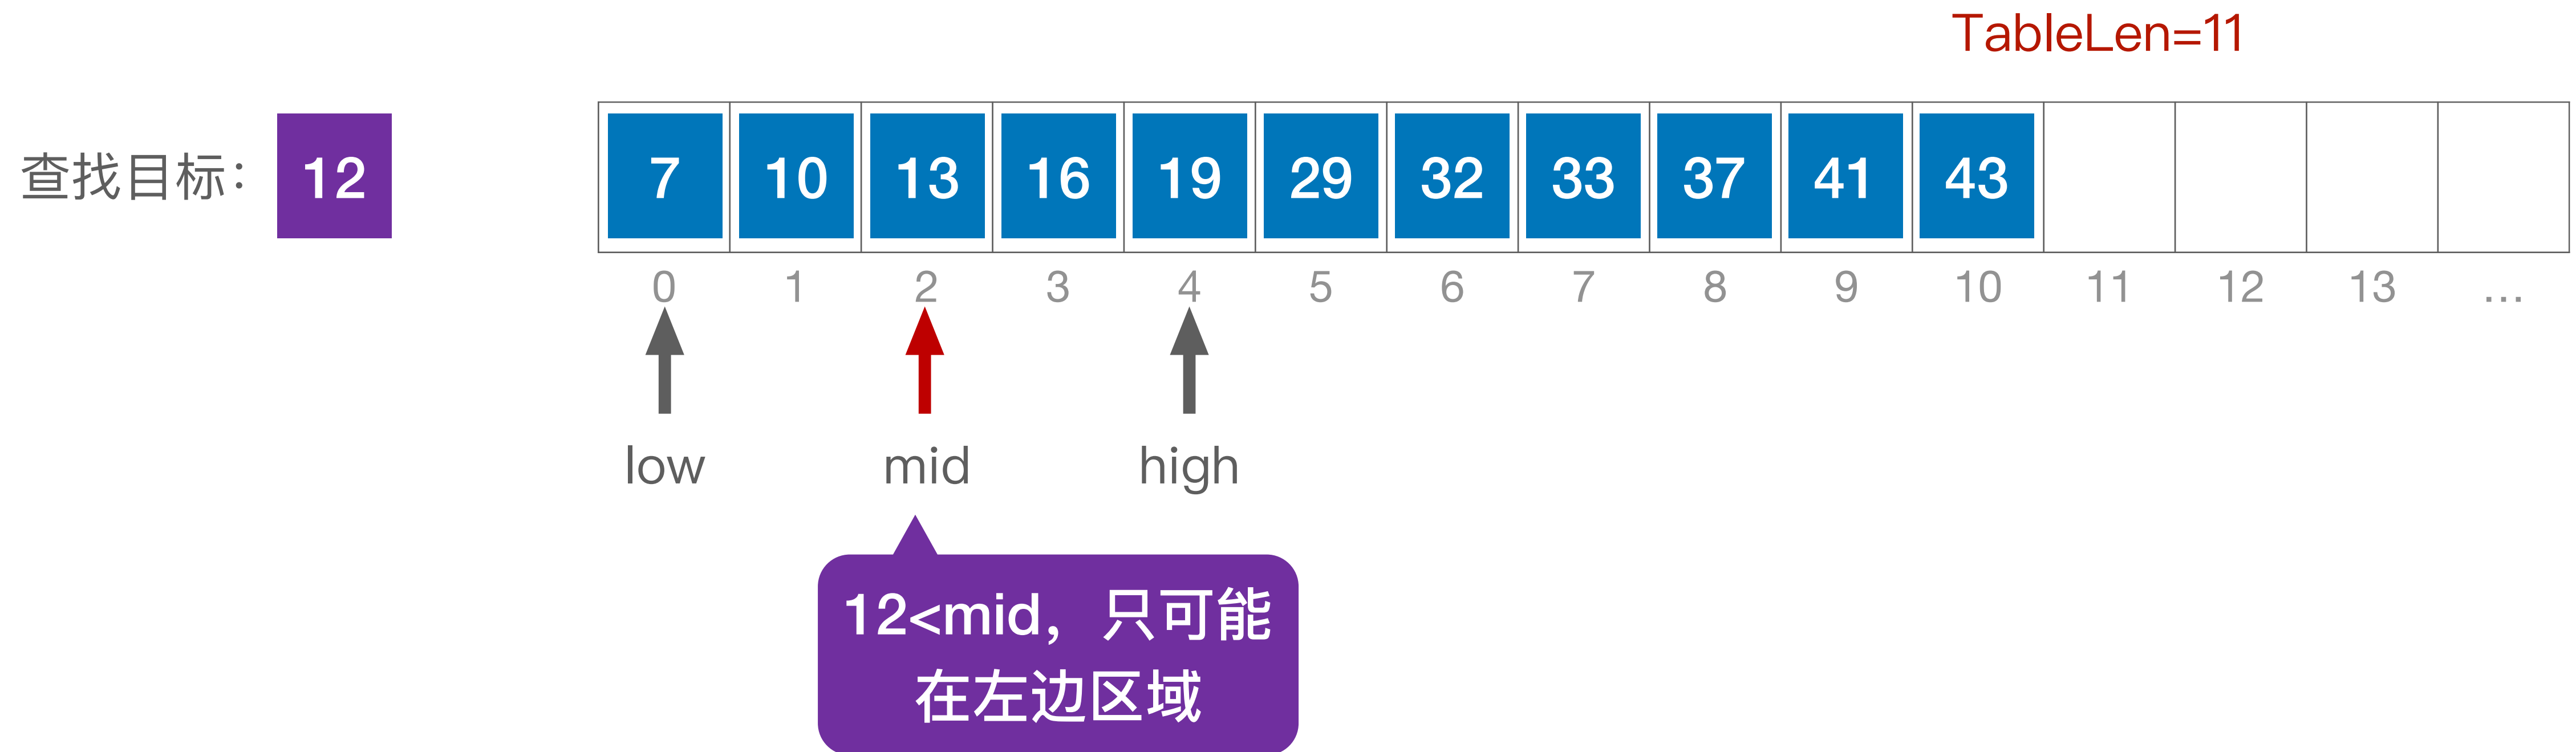 TableLen=11
查找目标： 12 7 10 13 16 19 29 32 33 37 41 43
0 1 2 3 4 5 6 7 8 9 10 11 12 13 ...
low mid high
12<mid，只可能
在左边区域